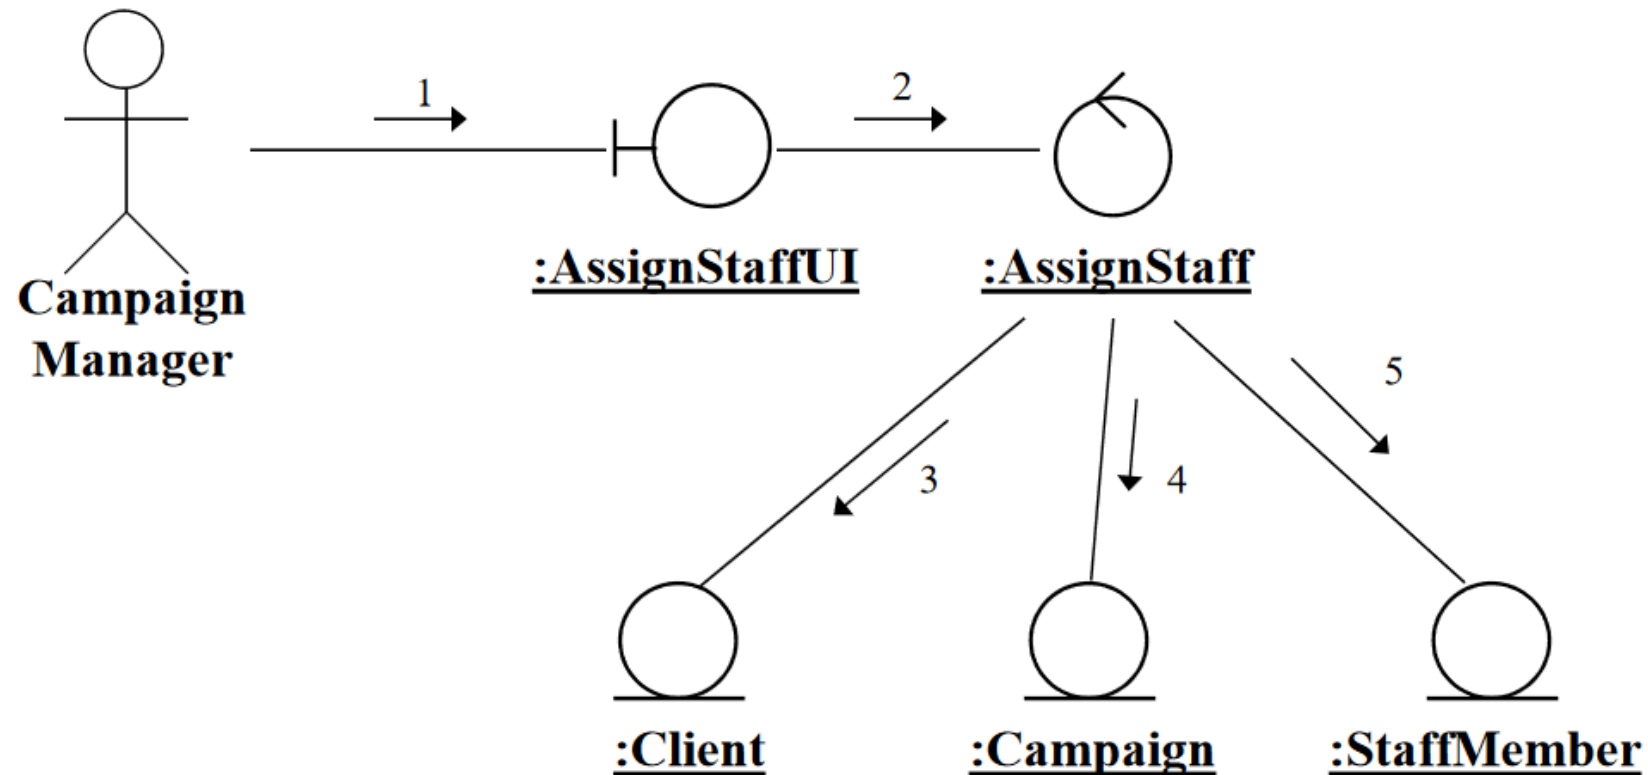 1
2
:AssignStaffUI
:AssignStaff
Campaign
Manager
5
3
4
:Client
:Campaign
:StaffMember